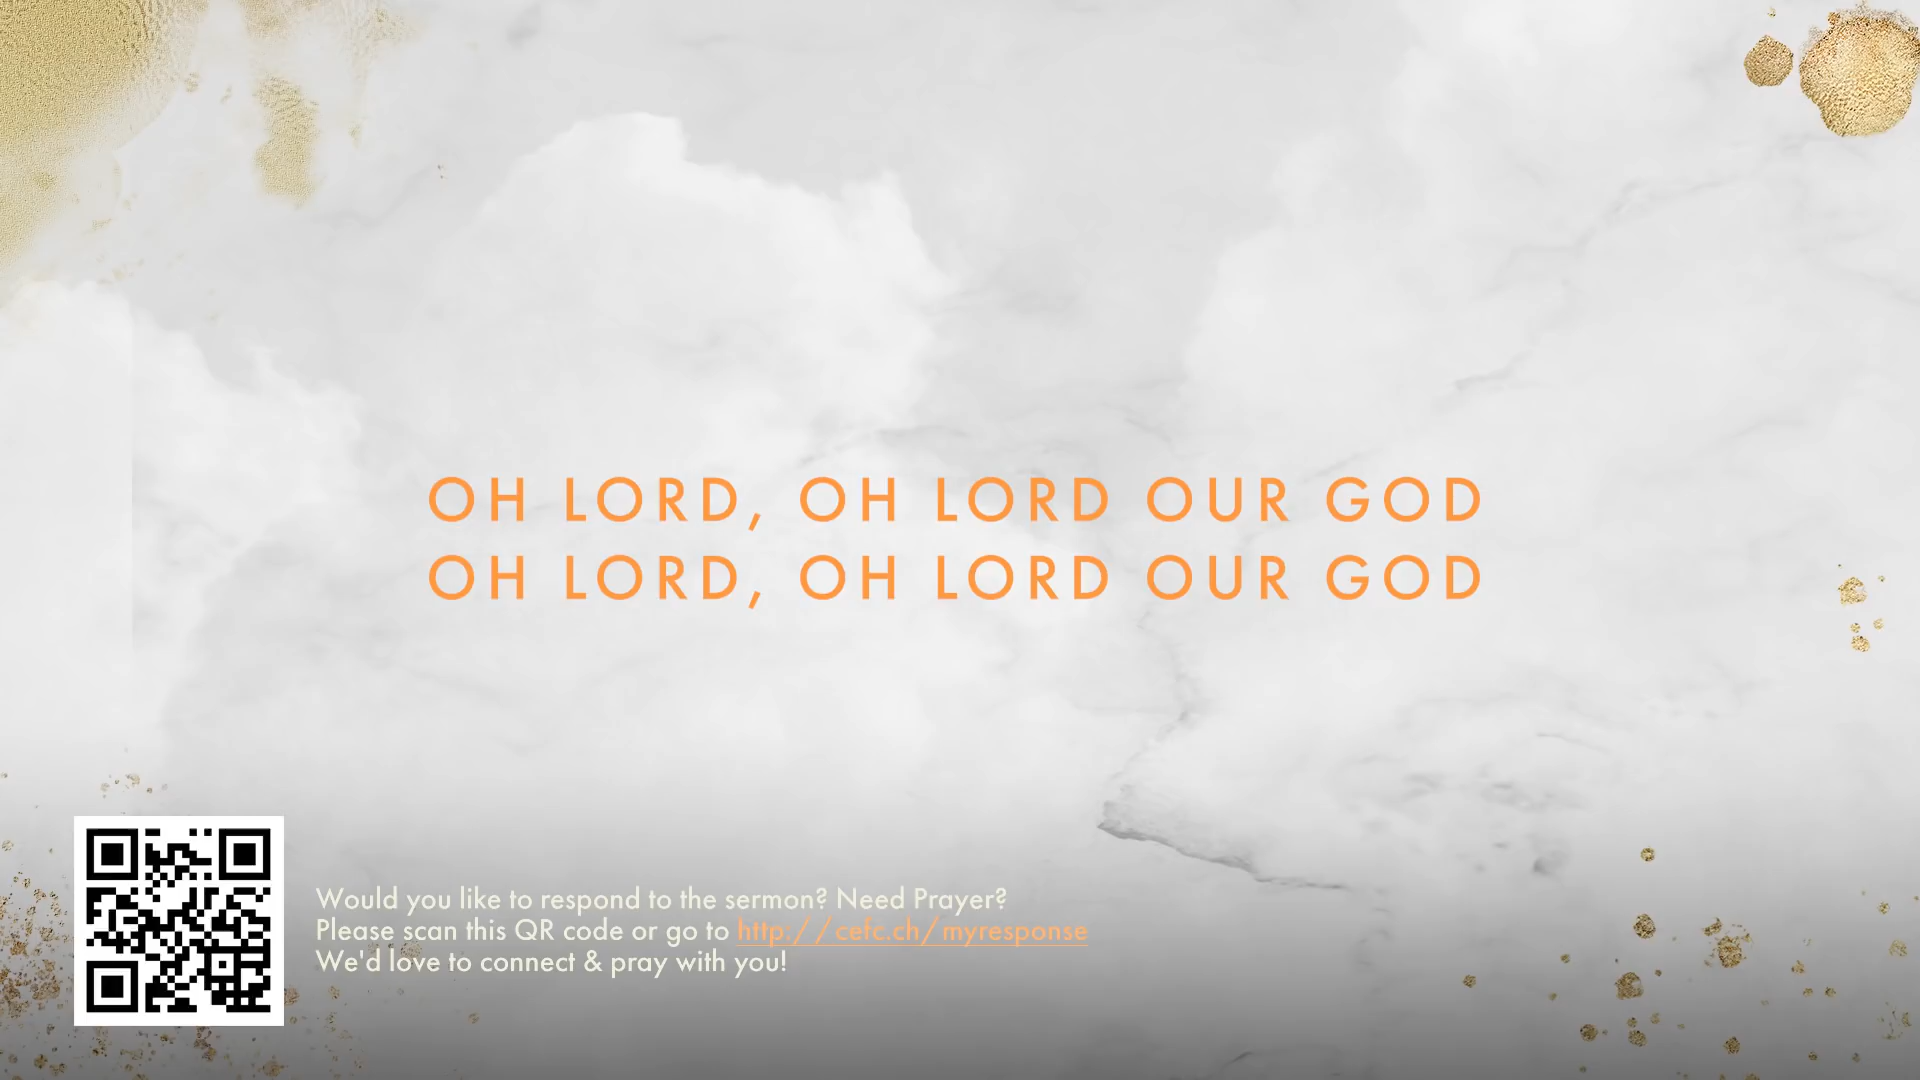 OH LORD, OH LORD OUR GOD
OH LORD, OH LORD OUR GOD
Would you like to respond to the sermon? Need Prayer?
Please scan this QR code or go to http://cefc.ch/myresponse
We'd love to connect & pray with you!